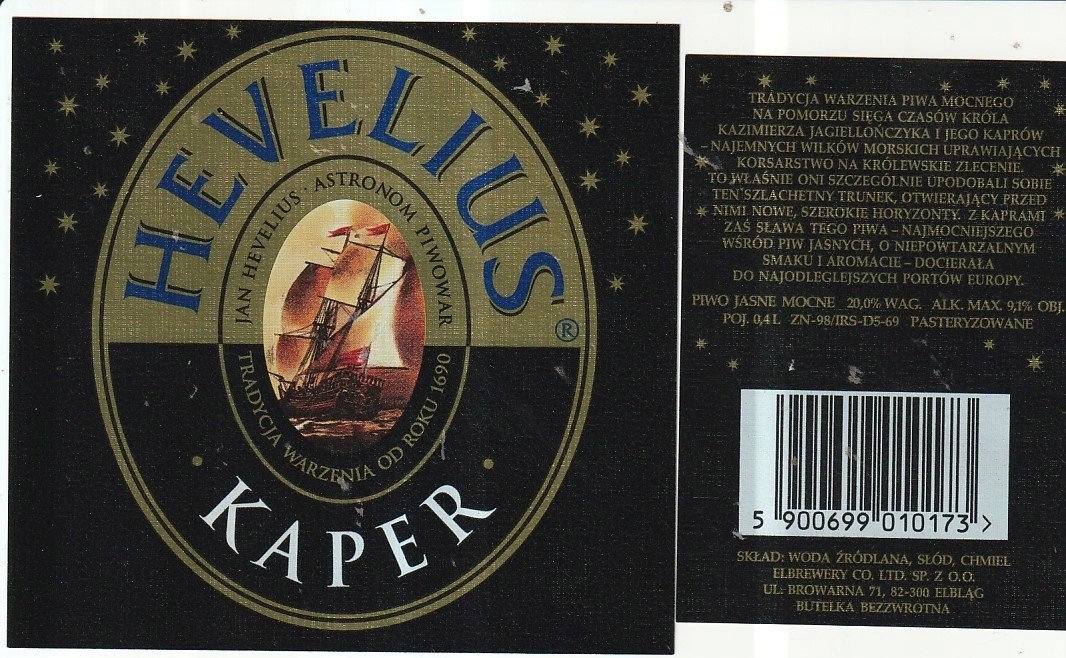 HEVELIUS®
JAN HEVELIUS · ASTRONOM PIWOWAR
TRADYCJA WARZENIA OD ROKU 1690
KAPER
TRADYCJA WARZENIA PIWA MOCNEGO
NA POMORZU SIĘGA CZASÓW KRÓLA
KAZIMIERZA JAGIELLOŃCZYKA I JEGO KAPRÓW
– NAJEMNYCH WILKÓW MORSKICH UPRAWIAJĄCYCH
KORSARSTWO NA KRÓLEWSKIE ZLECENIE.
TO WŁAŚNIE ONI SZCZEGÓLNIE UPODOBALI SOBIE
TEN SZLACHETNY TRUNEK, OTWIERAJĄCY PRZED
NIMI NOWE, SZEROKIE HORYZONTY. Z KAPRAMI
ZAŚ SŁAWA TEGO PIWA – NAJMOCNIEJSZEGO
WŚRÓD PIW JASNYCH, O NIEPOWTARZALNYM
SMAKU I AROMACIE – DOCIERAŁA
DO NAJODLEGLEJSZYCH PORTÓW EUROPY.
PIWO JASNE MOCNE 20,0% WAG. ALK. MAX. 9,1% OBJ.
POJ. 0,4 L ZN-98/IRS-D5-69 PASTERYZOWANE
5 900699 010173 >
SKŁAD: WODA ŹRÓDLANA, SŁÓD, CHMIEL
ELBREWERY CO. LTD. SP. Z O.O.
UL: BROWARNA 71, 82-300 ELBLĄG
BUTELKA BEZZWROTNA